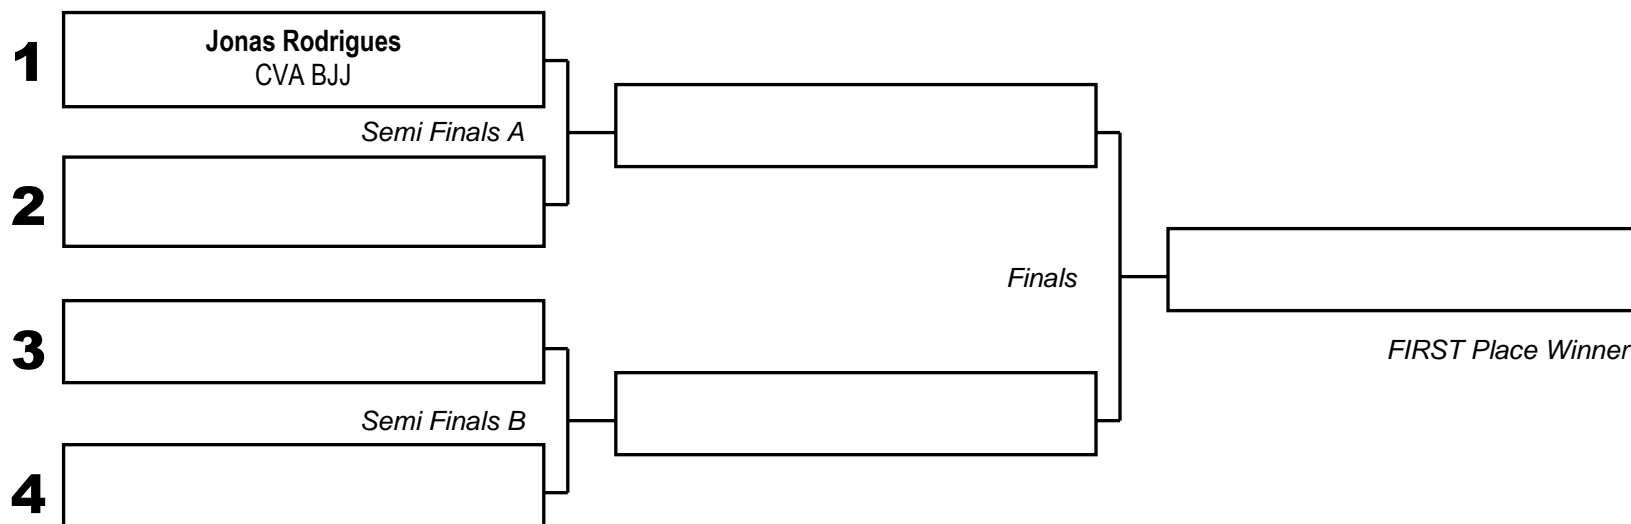 1
Jonas Rodrigues
CVA BJJ
Semi Finals A
2
Finals
3
FIRST Place Winner
Semi Finals B
4